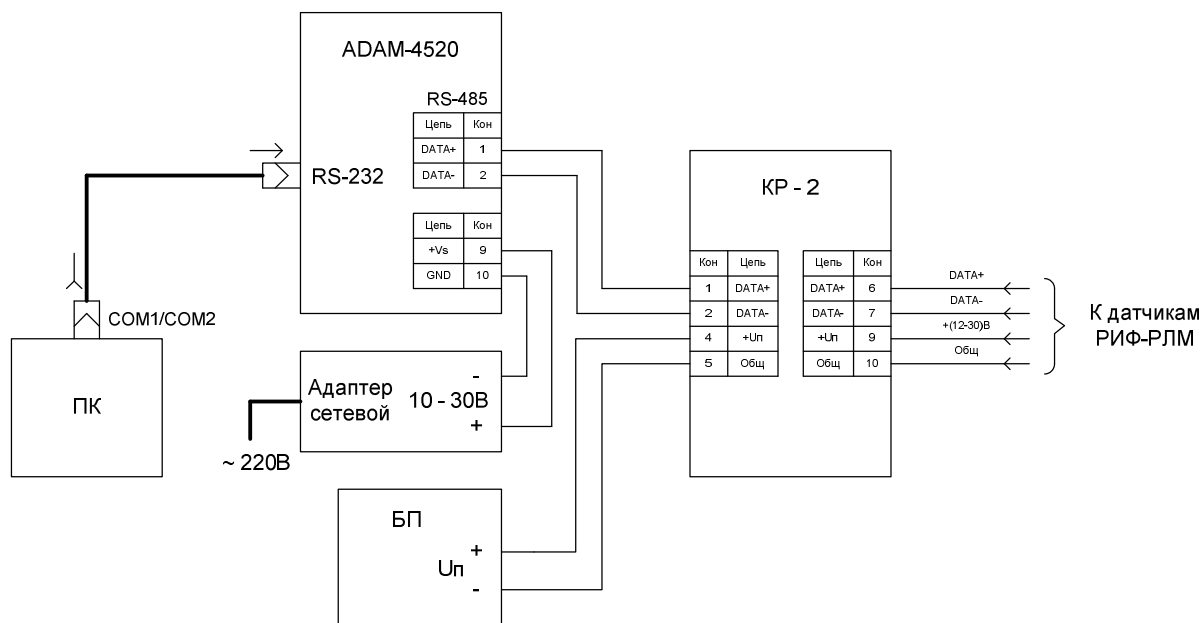 ADAM-4520
RS-485
Цепь Кон
DATA+ 1
DATA- 2
RS-232
Цепь Кон
+Vs 9
GND 10
COM1/COM2
ПК
Адаптер
сетевой
10 - 30В
-
+
~ 220В
БП
Uп
+
-
КР - 2
Кон Цепь
1 DATA+
2 DATA-
4 +Uп
5 Общ
Цепь Кон
DATA+ 6
DATA- 7
+Uп 9
Общ 10
DATA+
DATA-
+(12-30)В
Общ
К датчикам
РИФ-РЛМ